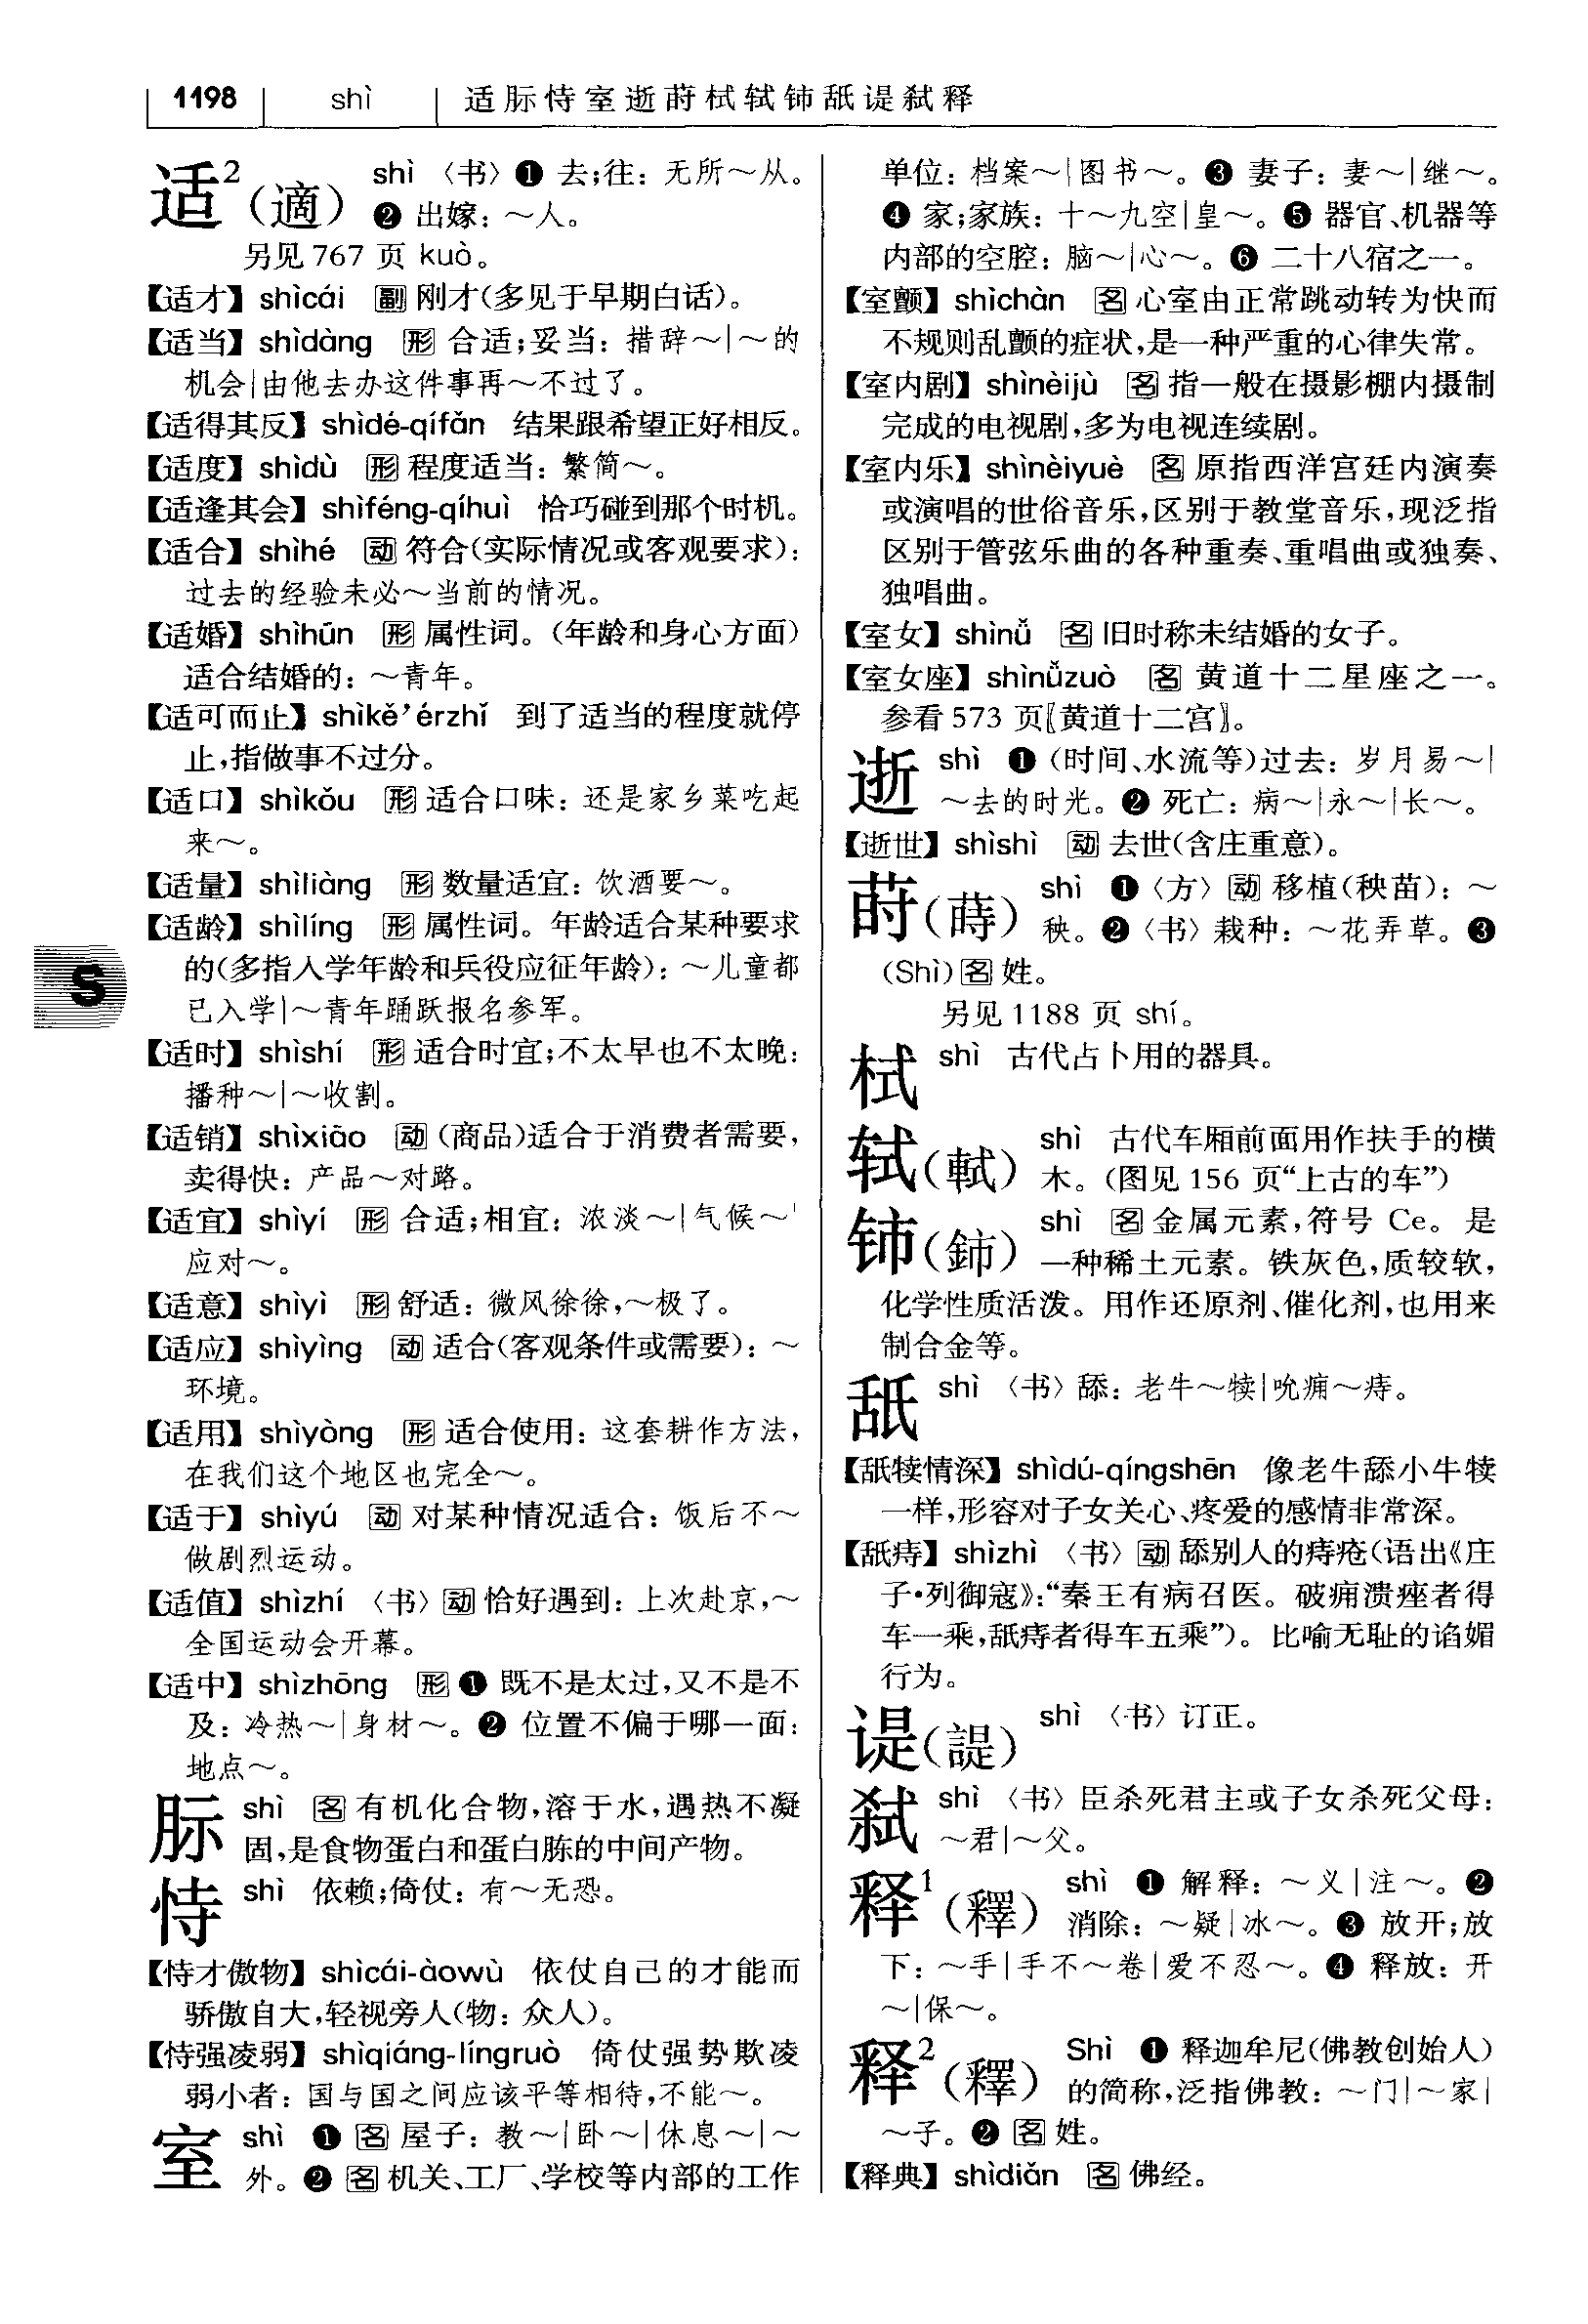 1198 shì 适䏡恃室逝莳栻轼铈舐谥弑释
适²(適) shì 〈书〉❶ 去;往：无所～从。
❷ 出嫁：～人。
另见 767 页 kuò。
【适才】shìcái 副 刚才(多见于早期白话)。
【适当】shìdàng 形 合适;妥当：措辞～|～的
机会|由他去办这件事再～不过了。
【适得其反】shìdé-qífǎn 结果跟希望正好相反。
【适度】shìdù 形 程度适当：繁简～。
【适逢其会】shìféng-qíhuì 恰巧碰到那个时机。
【适合】shìhé 动 符合(实际情况或客观要求)：
过去的经验未必～当前的情况。
【适婚】shìhūn 形 属性词。(年龄和身心方面)
适合结婚的：～青年。
【适可而止】shìkě’érzhǐ 到了适当的程度就停
止,指做事不过分。
【适口】shìkǒu 形 适合口味：还是家乡菜吃起
来～。
【适量】shìliàng 形 数量适宜：饮酒要～。
【适龄】shìlíng 形 属性词。年龄适合某种要求
的(多指入学年龄和兵役应征年龄)：～儿童都
已入学|～青年踊跃报名参军。
【适时】shìshí 形 适合时宜;不太早也不太晚：
播种～|～收割。
【适销】shìxiāo 动 (商品)适合于消费者需要,
卖得快：产品～对路。
【适宜】shìyí 形 合适;相宜：浓淡～|气候～|
应对～。
【适意】shìyì 形 舒适：微风徐徐,～极了。
【适应】shìyìng 动 适合(客观条件或需要)：～
环境。
【适用】shìyòng 形 适合使用：这套耕作方法,
在我们这个地区也完全～。
【适于】shìyú 动 对某种情况适合：饭后不～
做剧烈运动。
【适值】shìzhí 〈书〉动 恰好遇到：上次赴京,～
全国运动会开幕。
【适中】shìzhōng 形 ❶ 既不是太过,又不是不
及：冷热～|身材～。❷ 位置不偏于哪一面：
地点～。
䏡 shì 名 有机化合物,溶于水,遇热不凝
固,是食物蛋白和蛋白胨的中间产物。
恃 shì 依赖;倚仗：有～无恐。
【恃才傲物】shìcái-àowù 依仗自己的才能而
骄傲自大,轻视旁人(物：众人)。
【恃强凌弱】shìqiáng-língruò 倚仗强势欺凌
弱小者：国与国之间应该平等相待,不能～。
室 shì ❶ 名 屋子：教～|卧～|休息～|～
外。❷ 名 机关、工厂、学校等内部的工作
单位：档案～|图书～。❸ 妻子：妻～|继～。
❹ 家;家族：十～九空|皇～。❺ 器官、机器等
内部的空腔：脑～|心～。❻ 二十八宿之一。
【室颤】shìchàn 名 心室由正常跳动转为快而
不规则乱颤的症状,是一种严重的心律失常。
【室内剧】shìnèijù 名 指一般在摄影棚内摄制
完成的电视剧,多为电视连续剧。
【室内乐】shìnèiyuè 名 原指西洋宫廷内演奏
或演唱的世俗音乐,区别于教堂音乐,现泛指
区别于管弦乐曲的各种重奏、重唱曲或独奏、
独唱曲。
【室女】shìnǚ 名 旧时称未结婚的女子。
【室女座】shìnǚzuò 名 黄道十二星座之一。
参看 573 页〖黄道十二宫〗。
逝 shì ❶ (时间、水流等)过去：岁月易～|
～去的时光。❷ 死亡：病～|永～|长～。
【逝世】shìshì 动 去世(含庄重意)。
莳(蒔) shì ❶〈方〉动 移植(秧苗)：～
秧。❷〈书〉栽种：～花弄草。❸
(Shì) 名 姓。
另见 1188 页 shí。
栻 shì 古代占卜用的器具。
轼(軾) shì 古代车厢前面用作扶手的横
木。(图见 156 页“上古的车”)
铈(鈰) shì 名 金属元素,符号 Ce。是
一种稀土元素。铁灰色,质较软,
化学性质活泼。用作还原剂、催化剂,也用来
制合金等。
舐 shì 〈书〉舔：老牛～犊|吮痈～痔。
【舐犊情深】shìdú-qíngshēn 像老牛舔小牛犊
一样,形容对子女关心、疼爱的感情非常深。
【舐痔】shìzhì 〈书〉动 舔别人的痔疮(语出《庄
子·列御寇》：“秦王有病召医。破痈溃痤者得
车一乘,舐痔者得车五乘”)。比喻无耻的谄媚
行为。
𬤊(諟) shì 〈书〉订正。
弑 shì 〈书〉臣杀死君主或子女杀死父母：
～君|～父。
释¹(釋) shì ❶ 解释：～义|注～。❷
消除：～疑|冰～。❸ 放开;放
下：～手|手不～卷|爱不忍～。❹ 释放：开
～|保～。
释²(釋) Shì ❶ 释迦牟尼(佛教创始人)
的简称,泛指佛教：～门|～家|
～子。❷ 名 姓。
【释典】shìdiǎn 名 佛经。
S